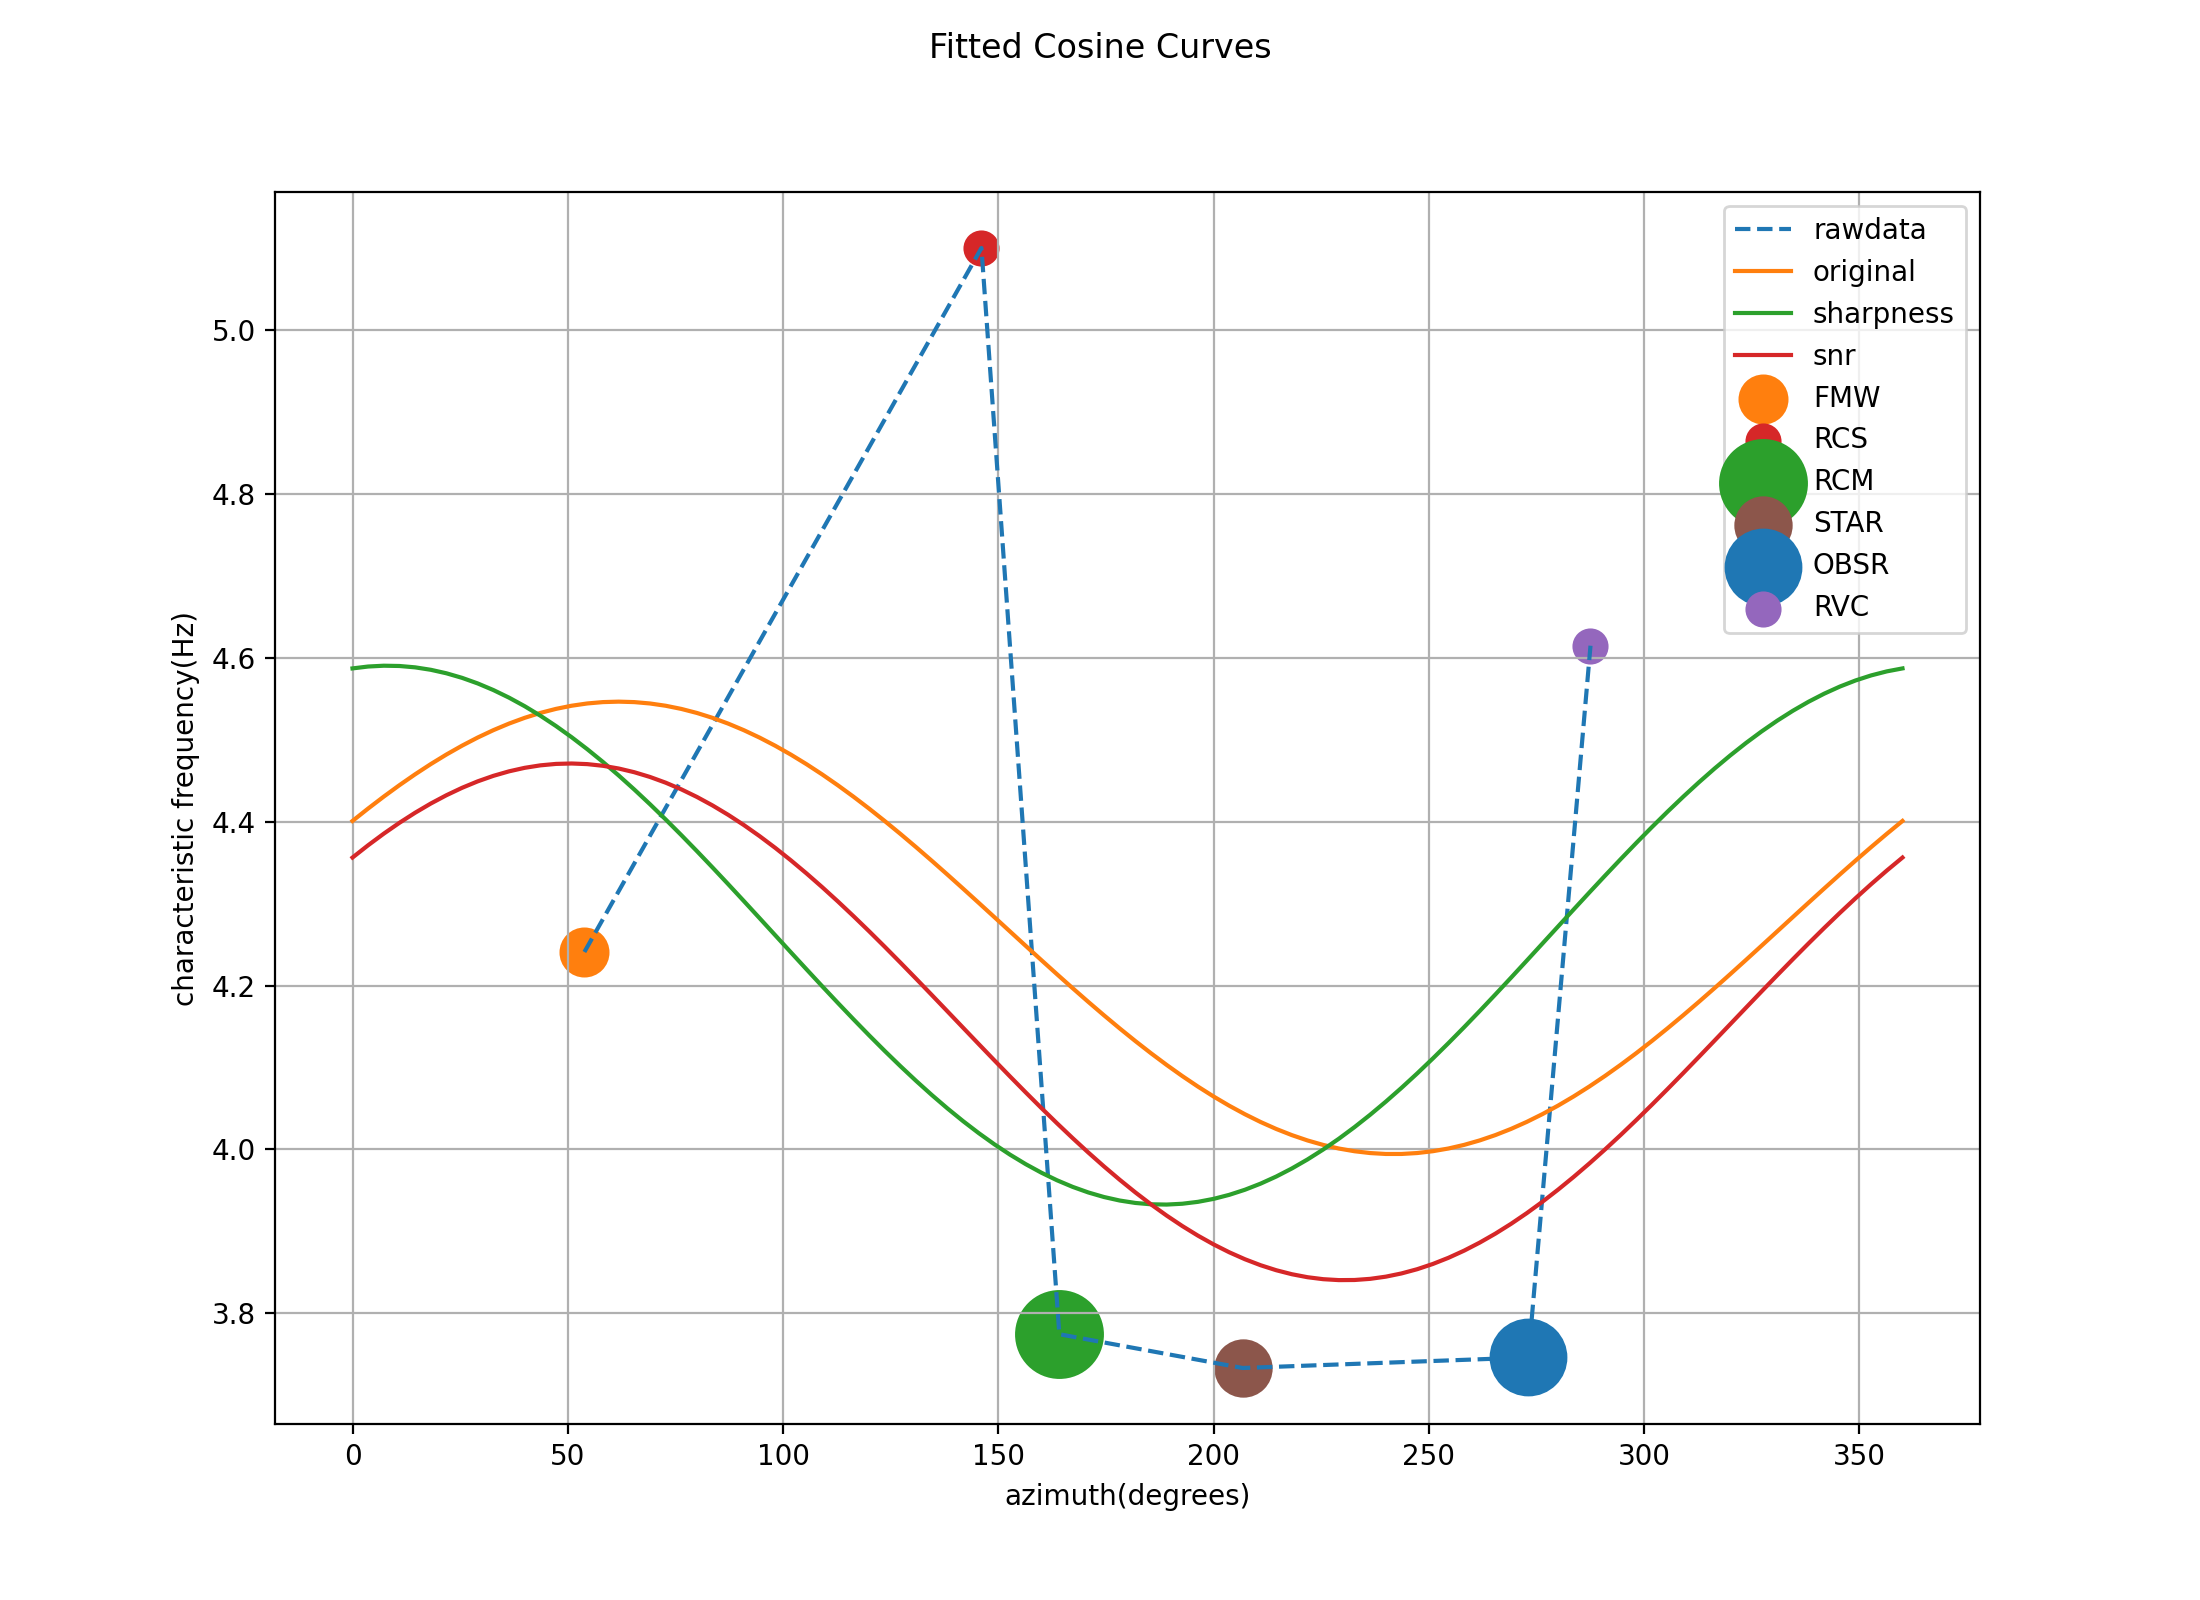 Fitted Cosine Curves
characteristic frequency(Hz)
5.0
4.8
4.6
4.4
4.2
4.0
3.8
rawdata
original
sharpness
snr
FMW
RCS
RCM
STAR
OBSR
RVC
0 50 100 150 200 250 300 350
azimuth(degrees)